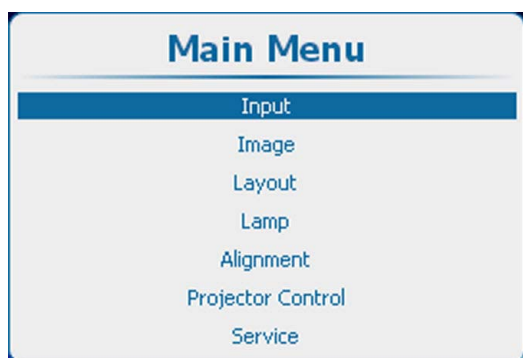 Main Menu
Input
Image
Layout
Lamp
Alignment
Projector Control
Service